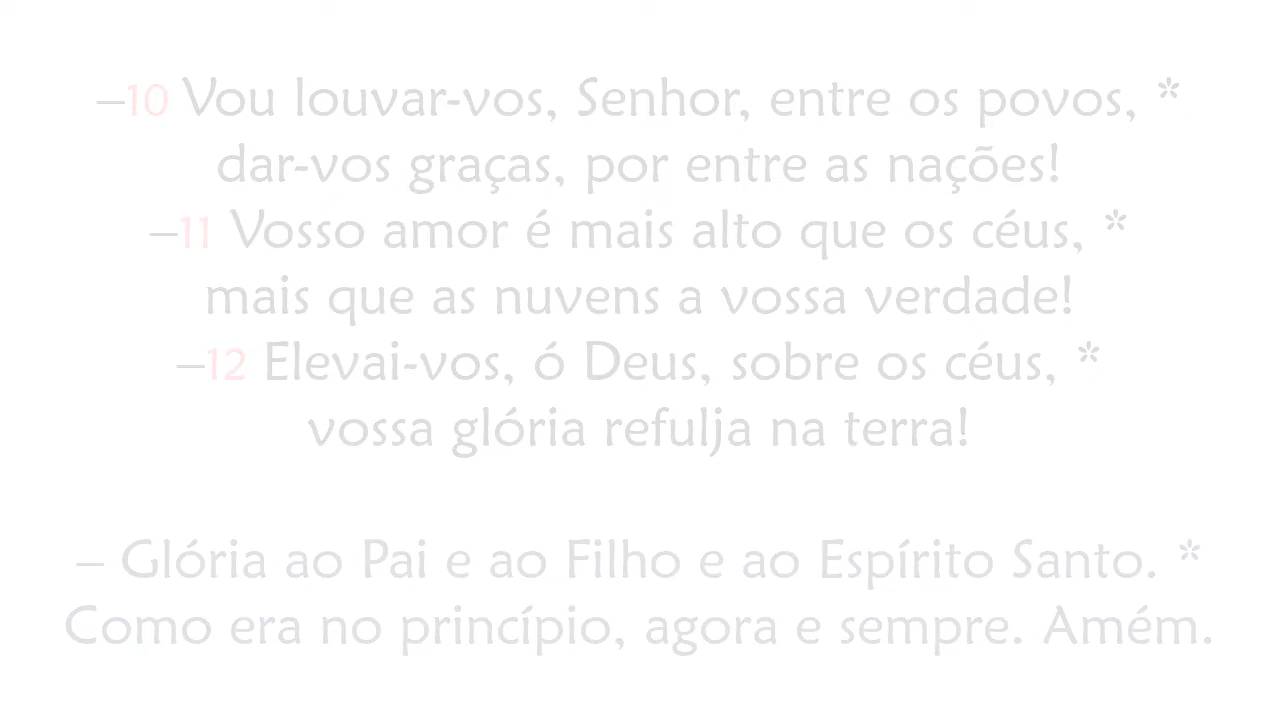 –10 Vou louvar-vos, Senhor, entre os povos, *
dar-vos graças, por entre as nações!
–11 Vosso amor é mais alto que os céus, *
mais que as nuvens a vossa verdade!
–12 Elevai-vos, ó Deus, sobre os céus, *
vossa glória refulja na terra!
– Glória ao Pai e ao Filho e ao Espírito Santo. *
Como era no princípio, agora e sempre. Amém.